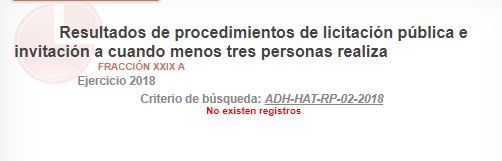 Resultados de procedimientos de licitación pública e
invitación a cuando menos tres personas realiza
FRACCIÓN XXIX A
Ejercicio 2018
Criterio de búsqueda: ADH-HAT-RP-02-2018
No existen registros